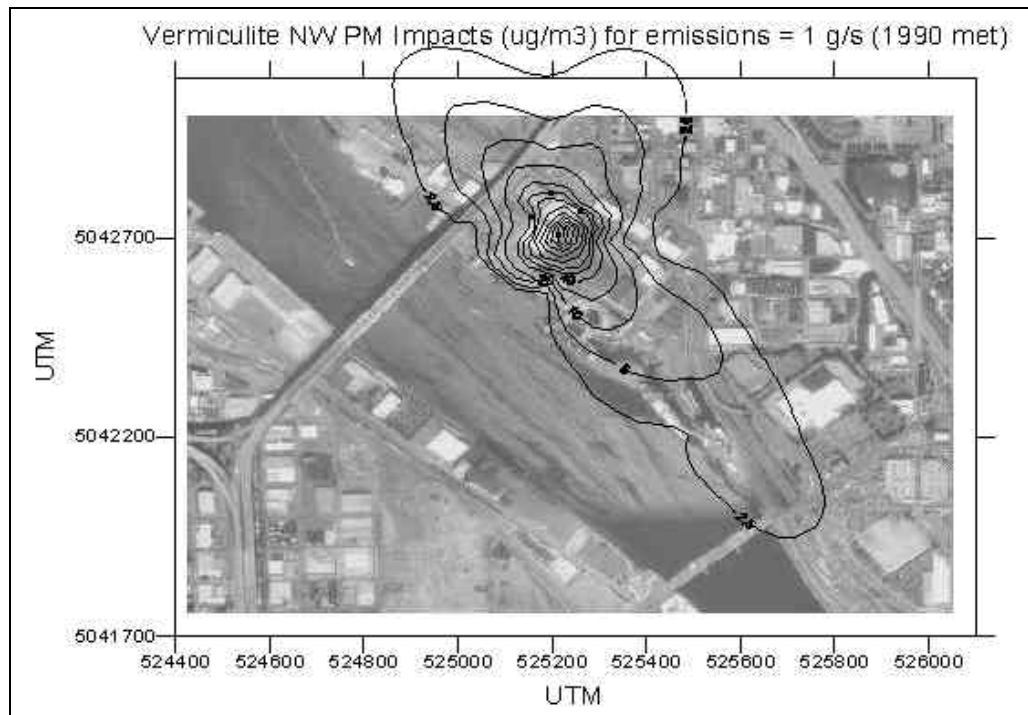 Vermiculite NW PM Impacts (ug/m3) for emissions = 1 g/s (1990 met)
5042700
UTM
5042200
5041700
524400 524600 524800 525000 525200 525400 525600 525800 526000
UTM